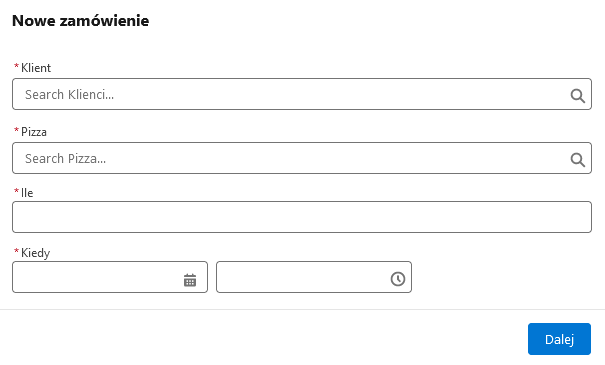 Nowe zamówienie
*Klient
Search Klienci...
*Pizza
Search Pizza...
*Ile
*Kiedy
Dalej